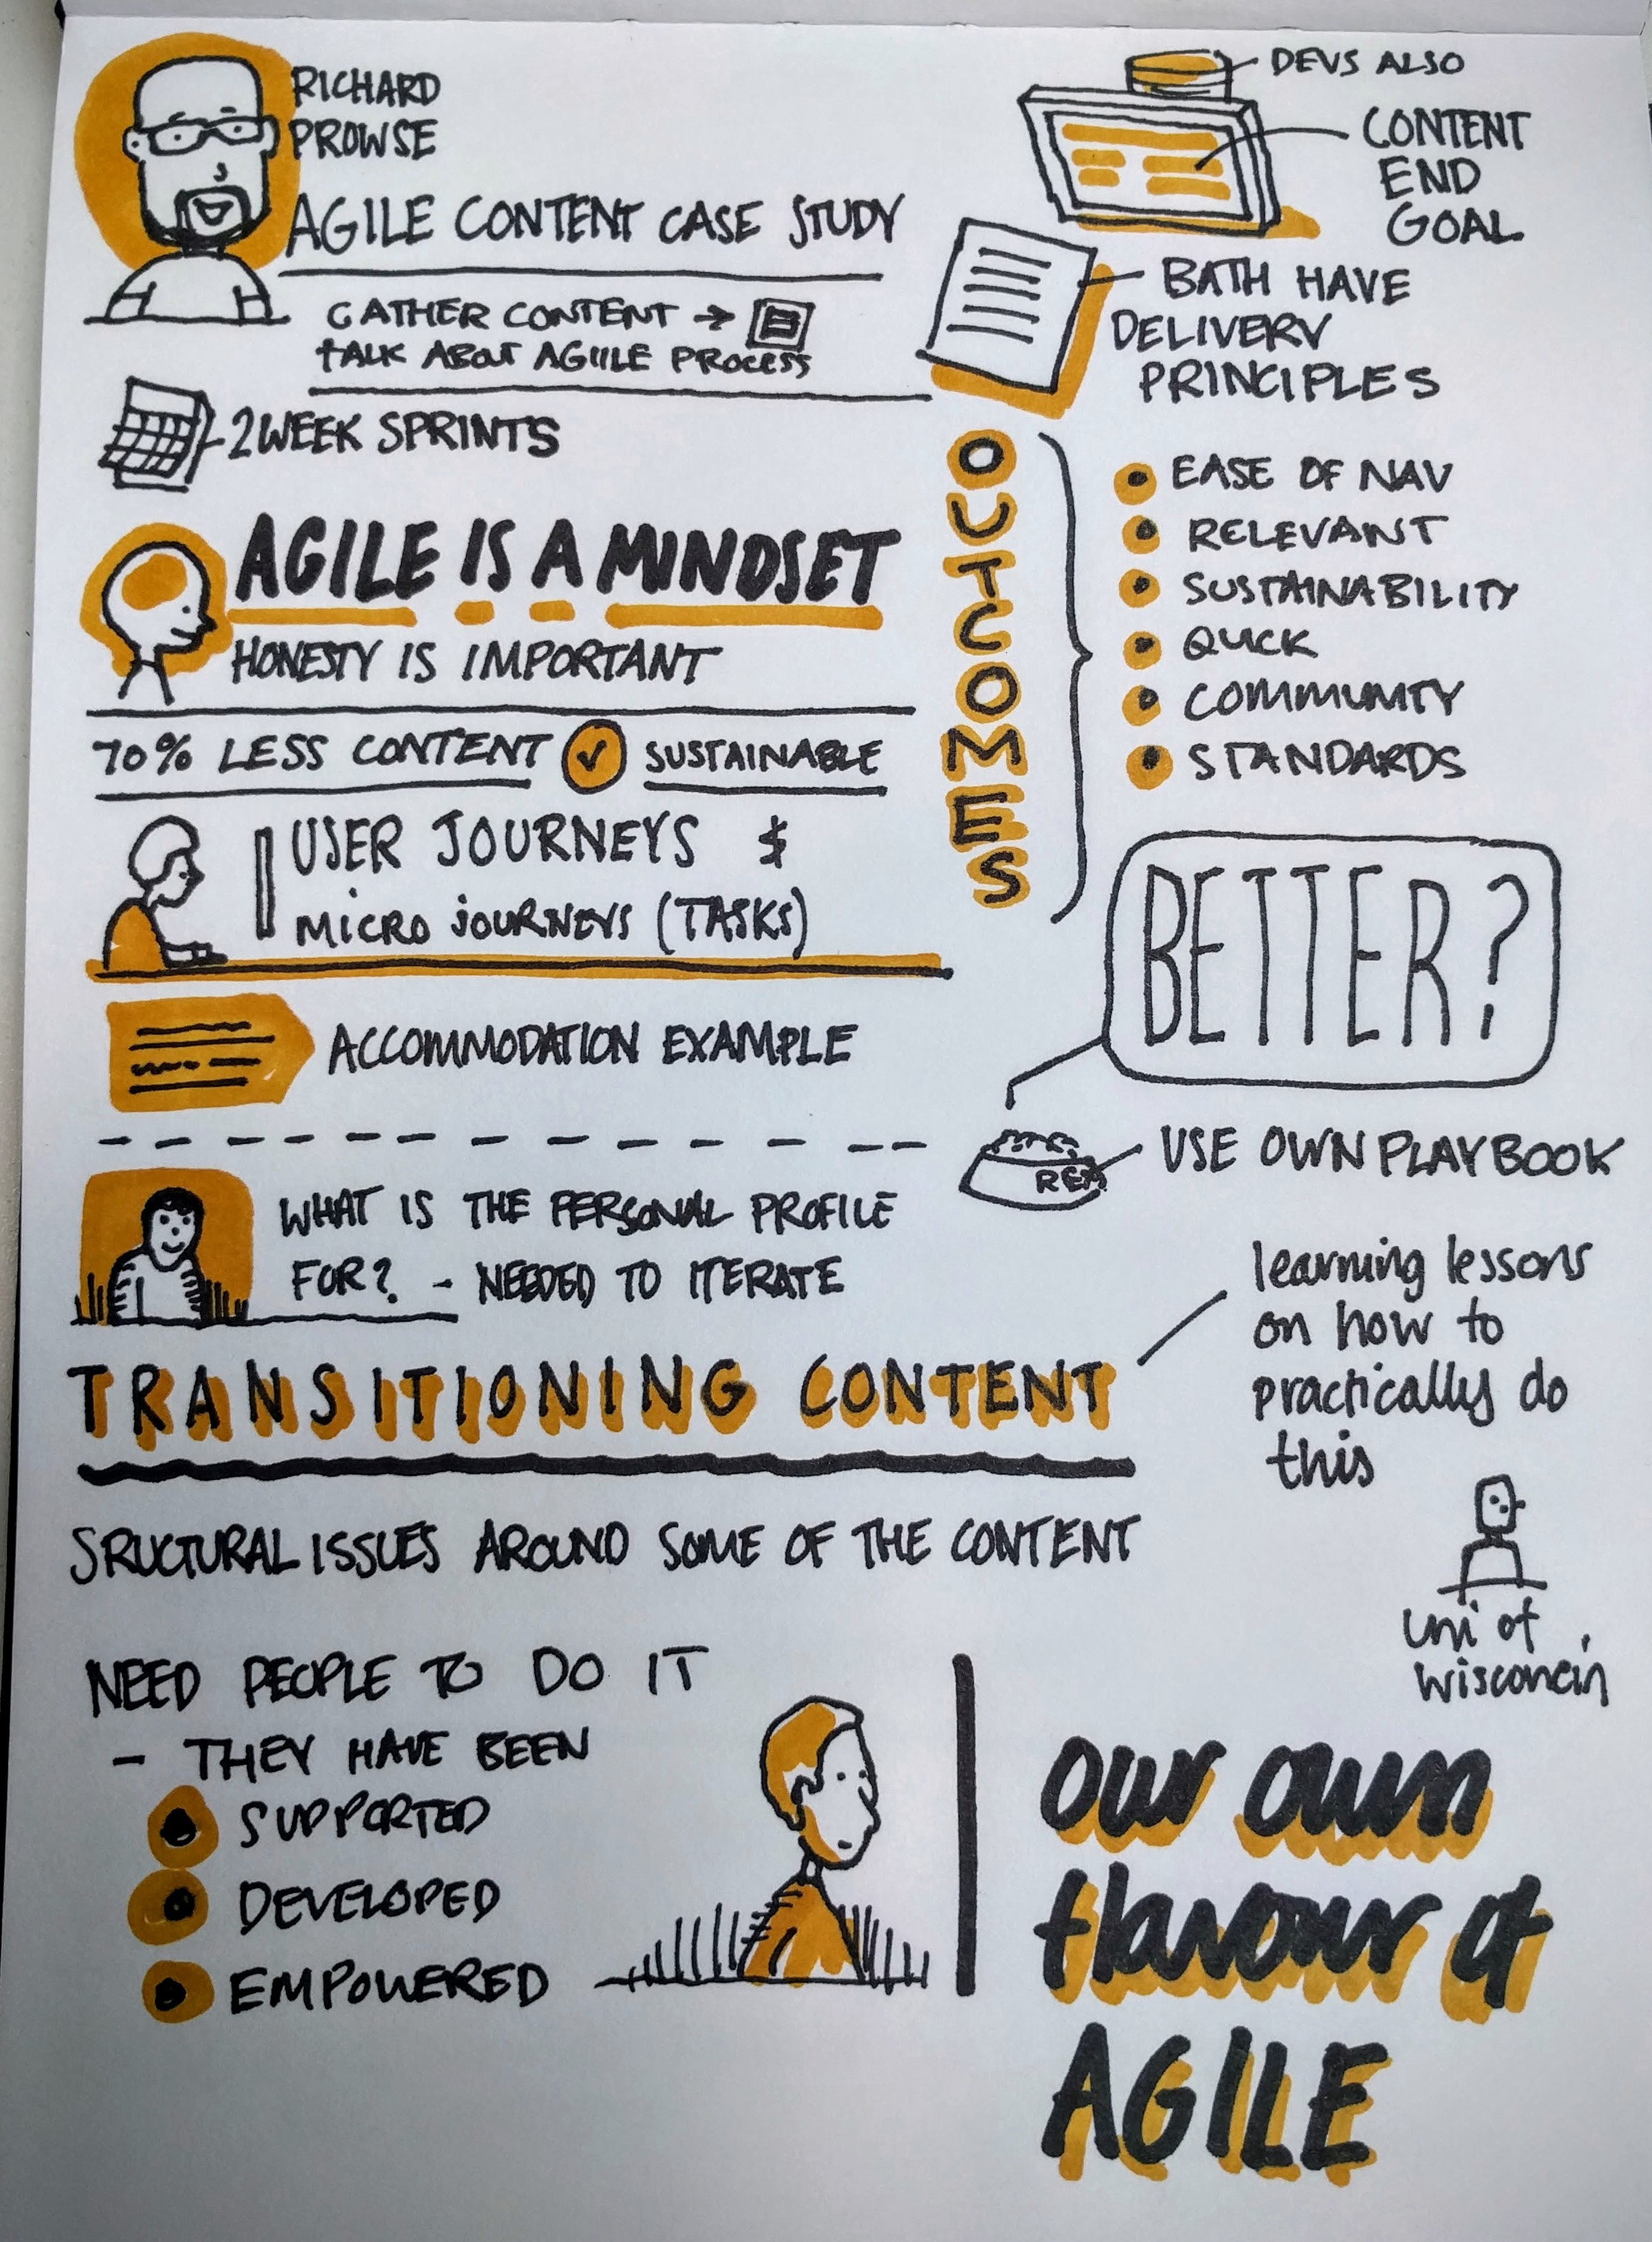 RICHARD
PROWSE
AGILE CONTENT CASE STUDY
GATHER CONTENT →
TALK ABOUT AGIILE PROCESS
2 WEEK SPRINTS
AGILE IS A MINDSET
HONESTY IS IMPORTANT
70% LESS CONTENT ✓ SUSTAINABLE
USER JOURNEYS &
MICRO JOURNEYS (TASKS)
ACCOMMODATION EXAMPLE
WHAT IS THE PERSONAL PROFILE
FOR? - NEEDED TO ITERATE
TRANSITIONING CONTENT
SRUCTURAL ISSUES AROUND SOME OF THE CONTENT
NEED PEOPLE TO DO IT
- THEY HAVE BEEN
• SUPPORTED
• DEVELOPED
• EMPOWERED
DEVS ALSO
CONTENT
END
GOAL
BATH HAVE
DELIVERY
PRINCIPLES
OUTCOMES
• EASE OF NAV
• RELEVANT
• SUSTAINABILITY
• QUICK
• COMMUNITY
• STANDARDS
BETTER?
USE OWN PLAYBOOK
learning lessons
on how to
practically do
this
uni of
wisconsin
our own
flavour of
AGILE